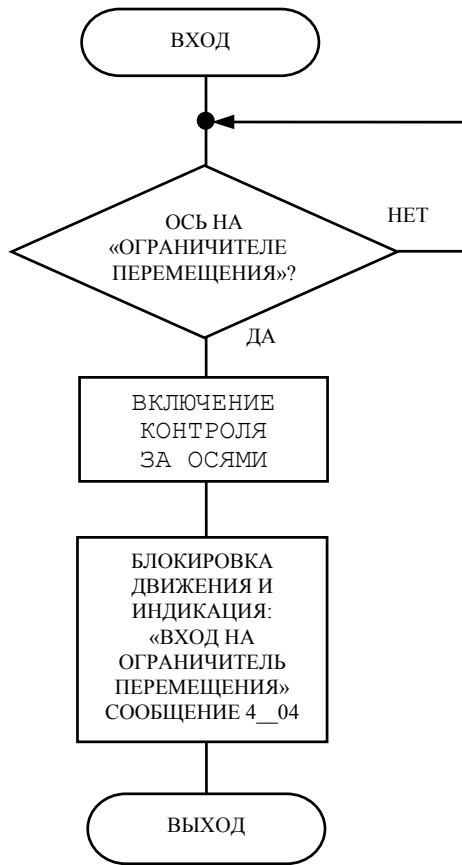 ВХОД
ОСЬ НА
«ОГРАНИЧИТЕЛЕ
ПЕРЕМЕЩЕНИЯ»?
НЕТ
ДА
ВКЛЮЧЕНИЕ
КОНТРОЛЯ
ЗА ОСЯМИ
БЛОКИРОВКА
ДВИЖЕНИЯ И
ИНДИКАЦИЯ:
«ВХОД НА
ОГРАНИЧИТЕЛЬ
ПЕРЕМЕЩЕНИЯ»
СООБЩЕНИЕ 4__04
ВЫХОД